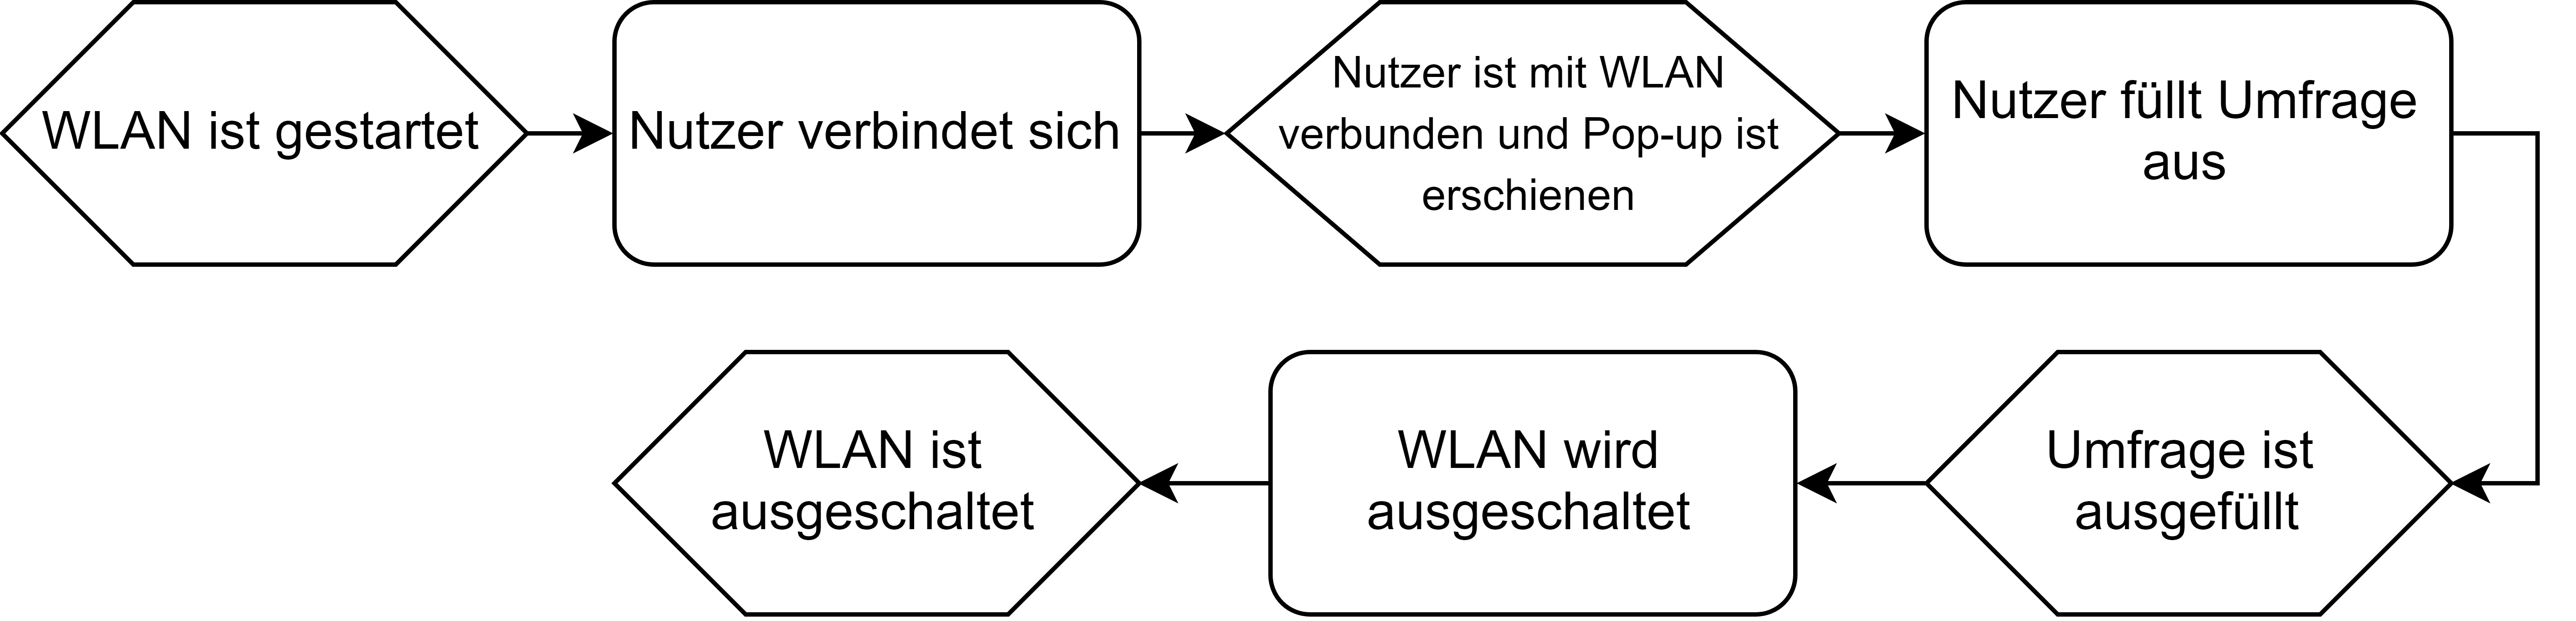 WLAN ist gestartet
Nutzer verbindet sich
Nutzer ist mit WLAN
verbunden und Pop-up ist
erschienen
Nutzer füllt Umfrage
aus
Umfrage ist
ausgefüllt
WLAN wird
ausgeschaltet
WLAN ist
ausgeschaltet